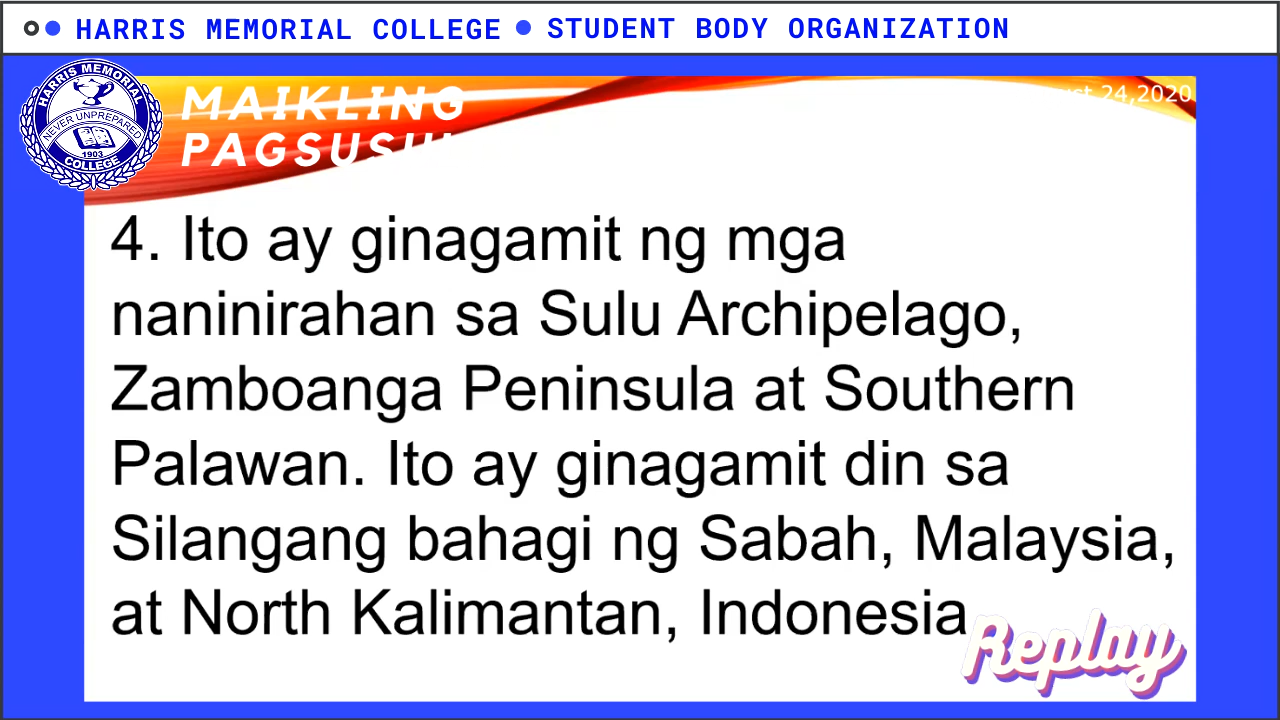 HARRIS MEMORIAL COLLEGE STUDENT BODY ORGANIZATION
HARRIS MEMORIAL
NEVER UNPREPARED
1903
COLLEGE
MAIKLING
24,2020
4. Ito ay ginagamit ng mga
naninirahan sa Sulu Archipelago,
Zamboanga Peninsula at Southern
Palawan. Ito ay ginagamit din sa
Silangang bahagi ng Sabah, Malaysia,
at North Kalimantan, Indonesia
Replay